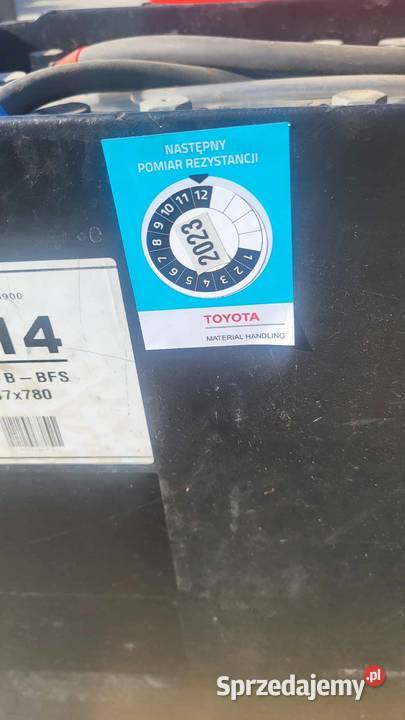 NASTĘPNY
POMIAR REZYSTANCJI
1 2 3 4 5 6 7 8 9 10 11 12
2023
TOYOTA
MATERIAL HANDLING
900
14
B-BFS
7x780
Sprzedajemy.pl